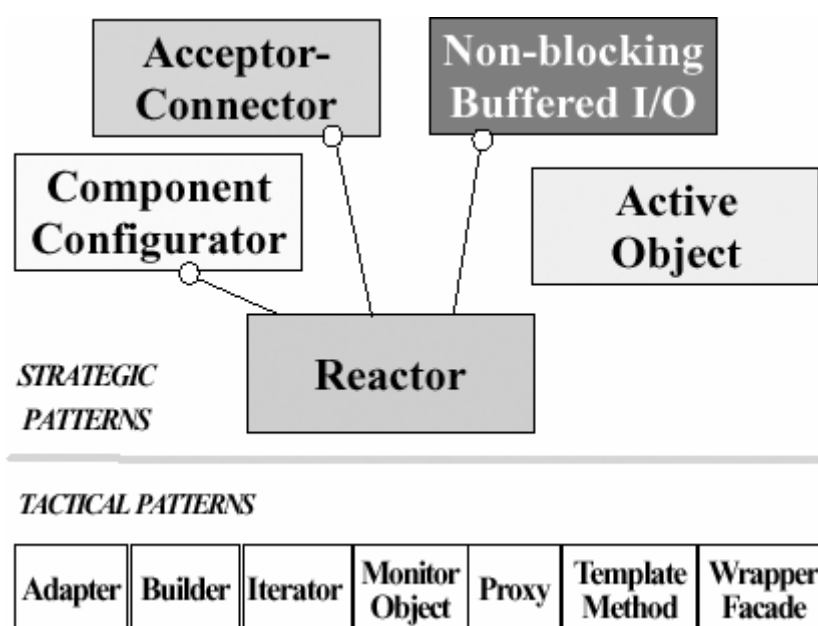 Acceptor-
Connector
Non-blocking
Buffered I/O
Component
Configurator
Active
Object
Reactor
STRATEGIC
PATTERNS
TACTICAL PATTERNS
Adapter
Builder
Iterator
Monitor
Object
Proxy
Template
Method
Wrapper
Facade